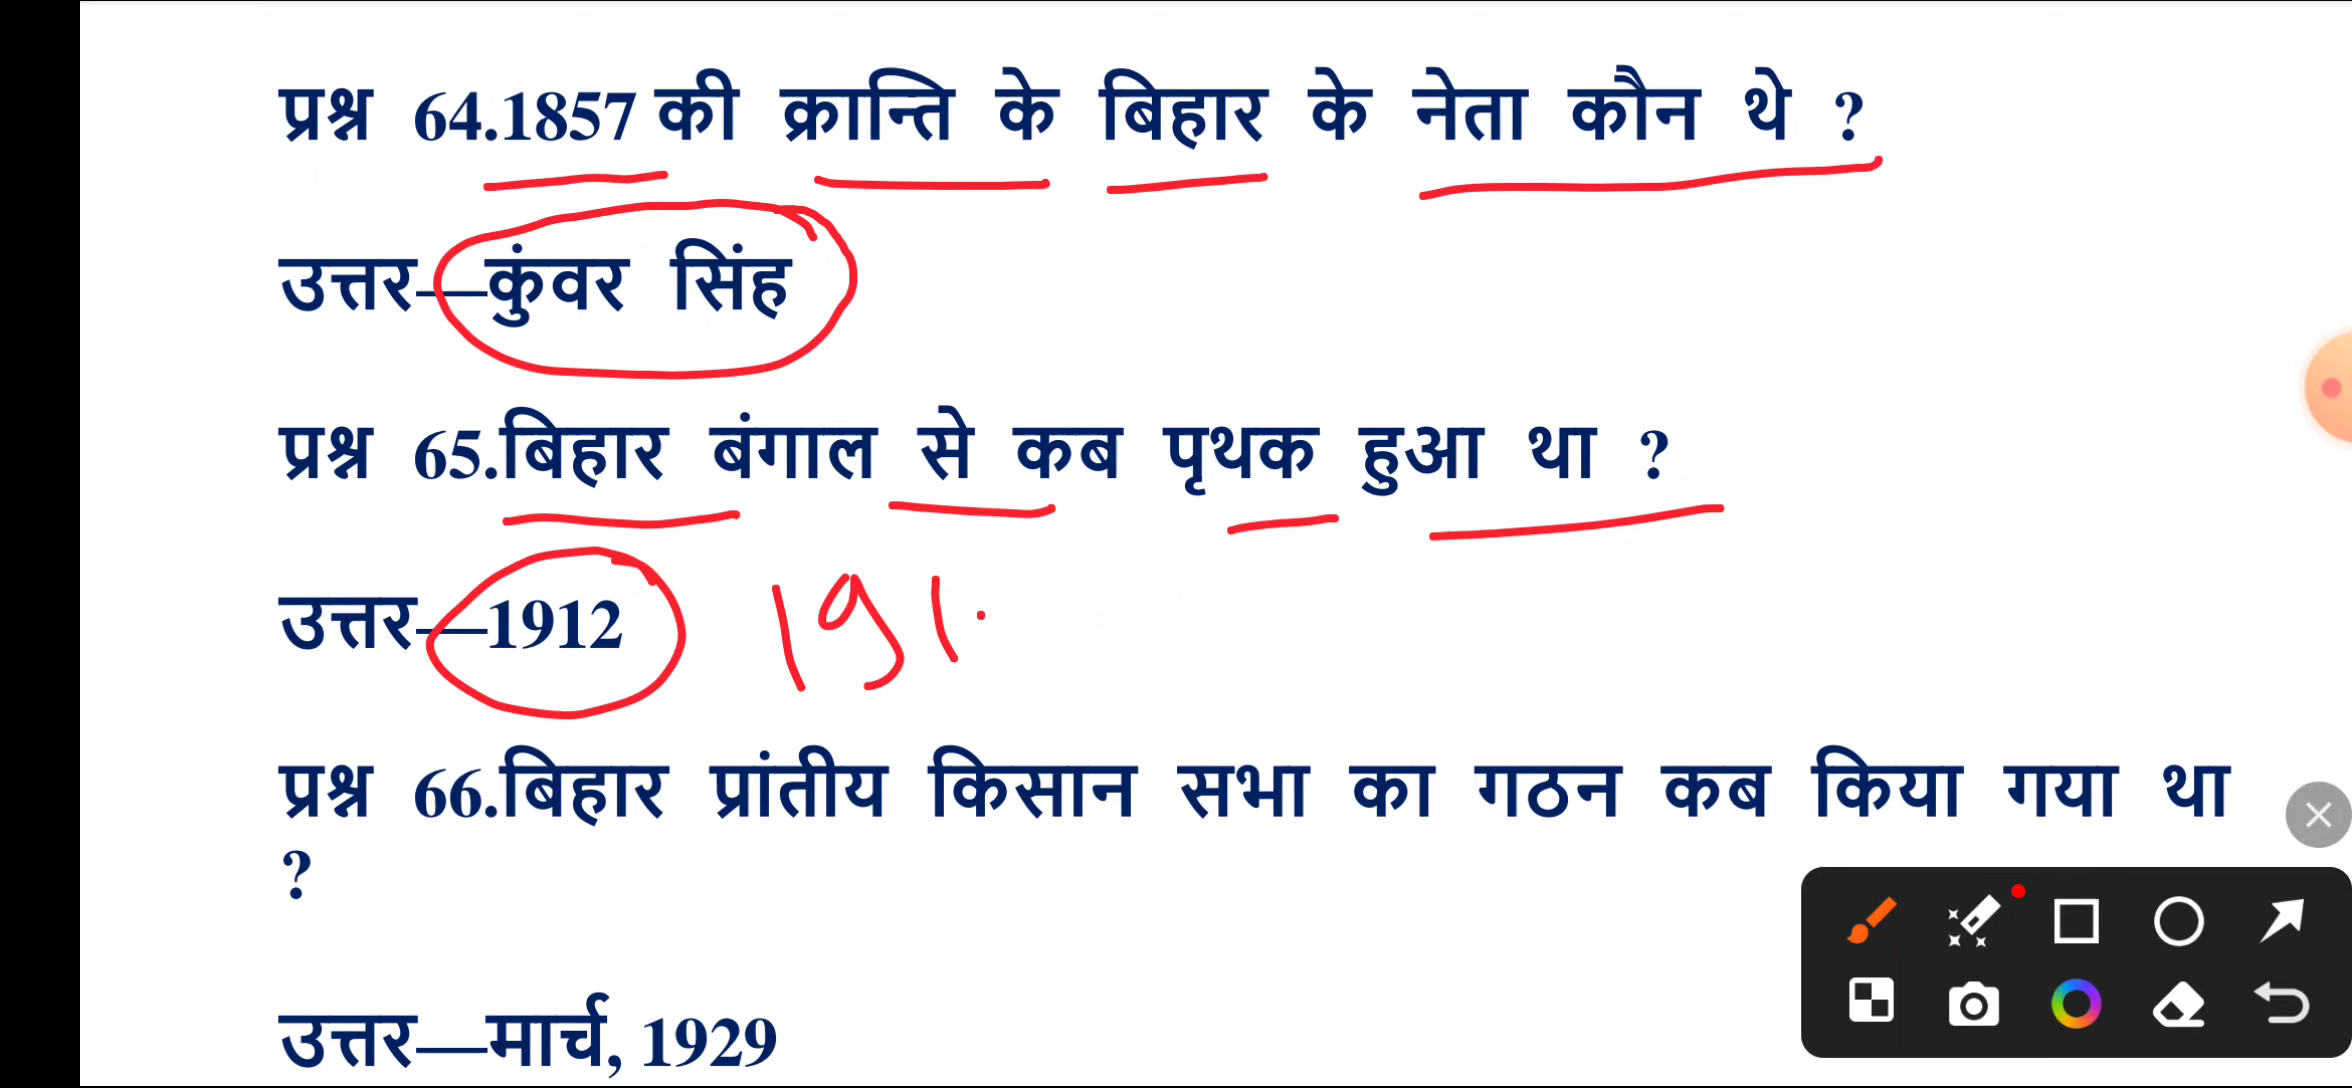 प्रश्न 64.1857 की क्रान्ति के बिहार के नेता कौन थे ?
उत्तर—कुंवर सिंह
प्रश्न 65.बिहार बंगाल से कब पृथक हुआ था ?
उत्तर—1912 191
प्रश्न 66.बिहार प्रांतीय किसान सभा का गठन कब किया गया था
?
उत्तर—मार्च, 1929